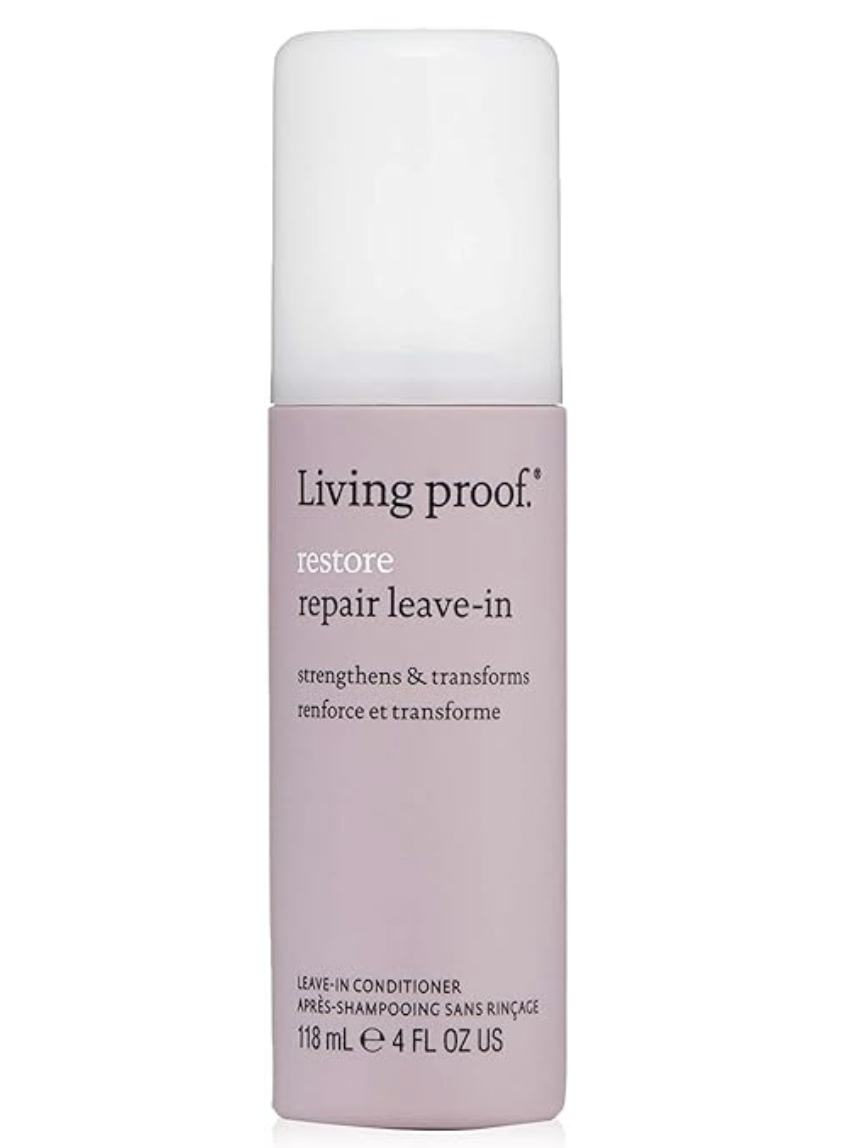 Living proof.®
restore
repair leave-in
strengthens & transforms
renforce et transforme
LEAVE-IN CONDITIONER
APRÈS-SHAMPOOING SANS RINÇAGE
118 mL ℮ 4 FL OZ US